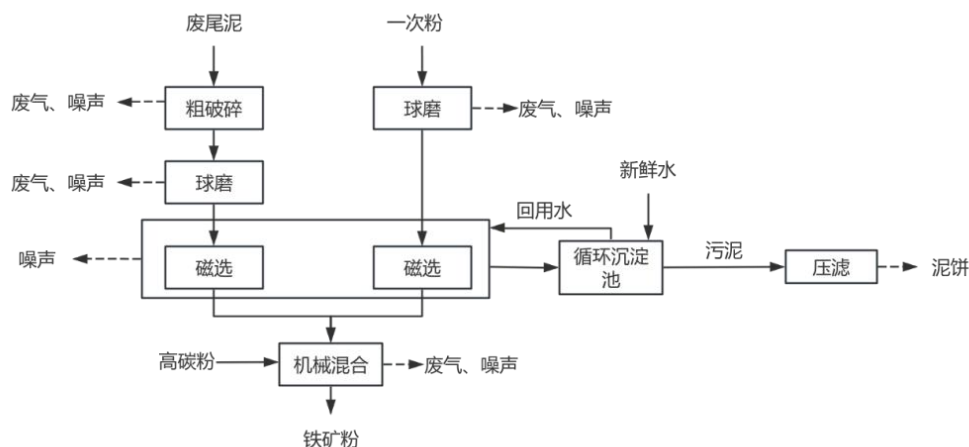 废尾泥
一次粉
废气、噪声
粗破碎
球磨
废气、噪声
废气、噪声
球磨
新鲜水
回用水
噪声
磁选
磁选
循环沉淀
池
污泥
压滤
泥饼
高碳粉
机械混合
废气、噪声
铁矿粉